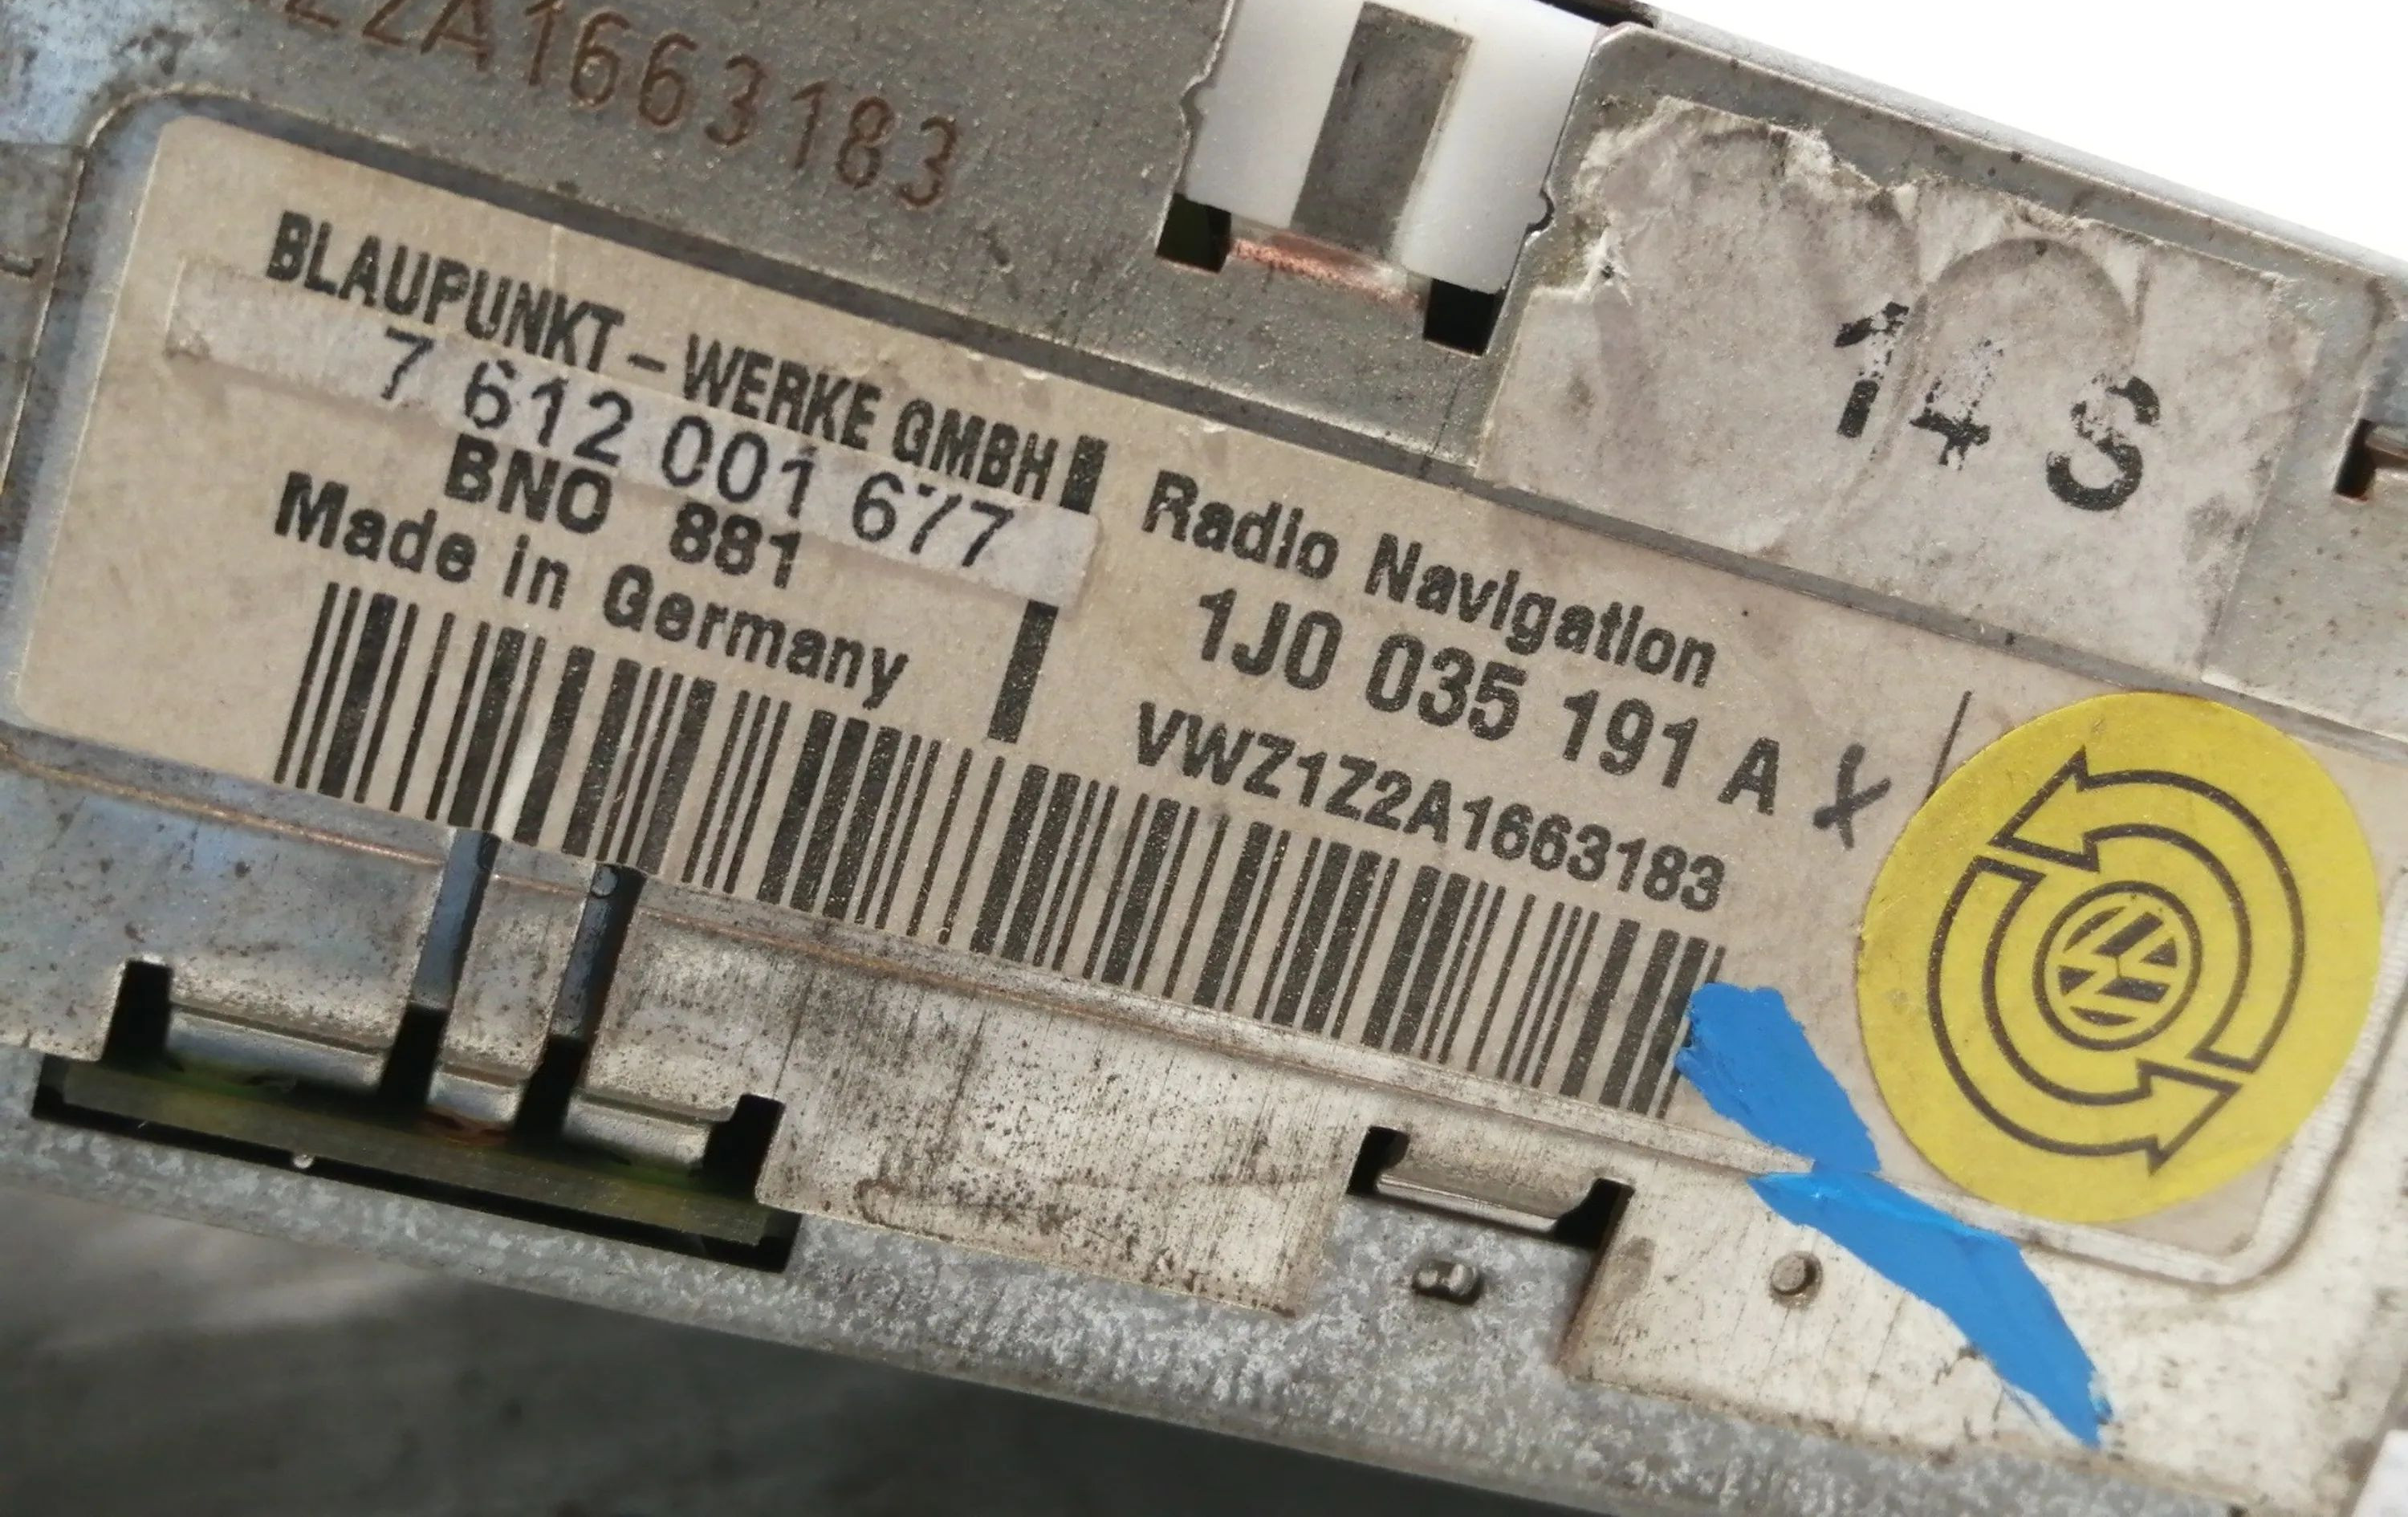 Z2A1663183
14 S
BLAUPUNKT – WERKE GMBH
7 612 001 677
BNO 881
Made in Germany
Radio Navigation
1J0 035 191 A X
VWZ1Z2A1663183